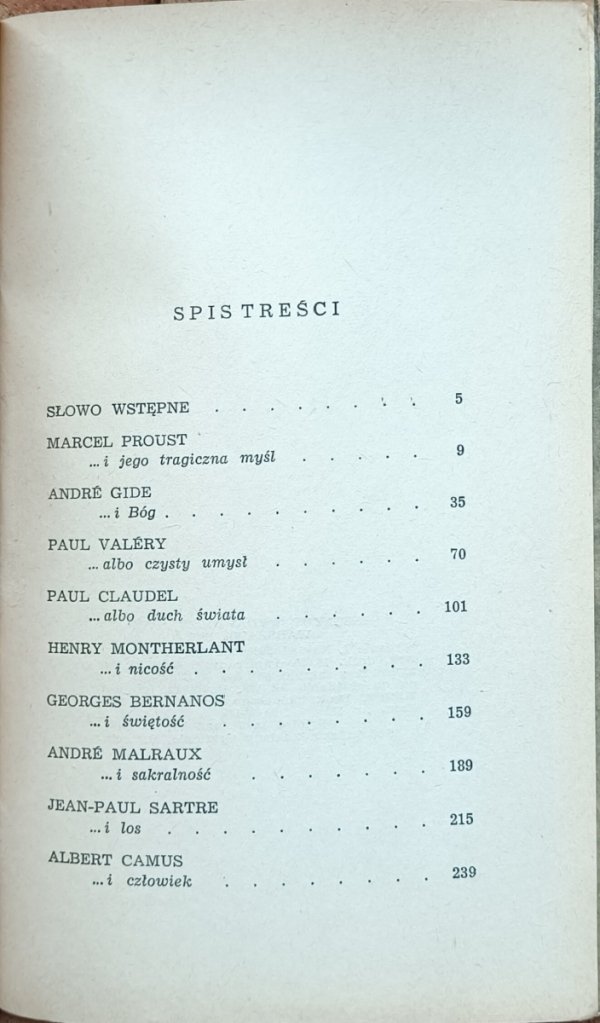 SPIS TREŚCI
SŁOWO WSTĘPNE . . . . . . . . 5
MARCEL PROUST
...i jego tragiczna myśl . . . . . 9
ANDRÉ GIDE
...i Bóg . . . . . . . . . . 35
PAUL VALÉRY
...albo czysty umysł . . . . . . 70
PAUL CLAUDEL
...albo duch świata . . . . . . 101
HENRY MONTHERLANT
...i nicość . . . . . . . . . 133
GEORGES BERNANOS
...i świętość . . . . . . . . 159
ANDRÉ MALRAUX
...i sakralność . . . . . . . 189
JEAN-PAUL SARTRE
...i los . . . . . . . . . . 215
ALBERT CAMUS
...i człowiek . . . . . . . . 239